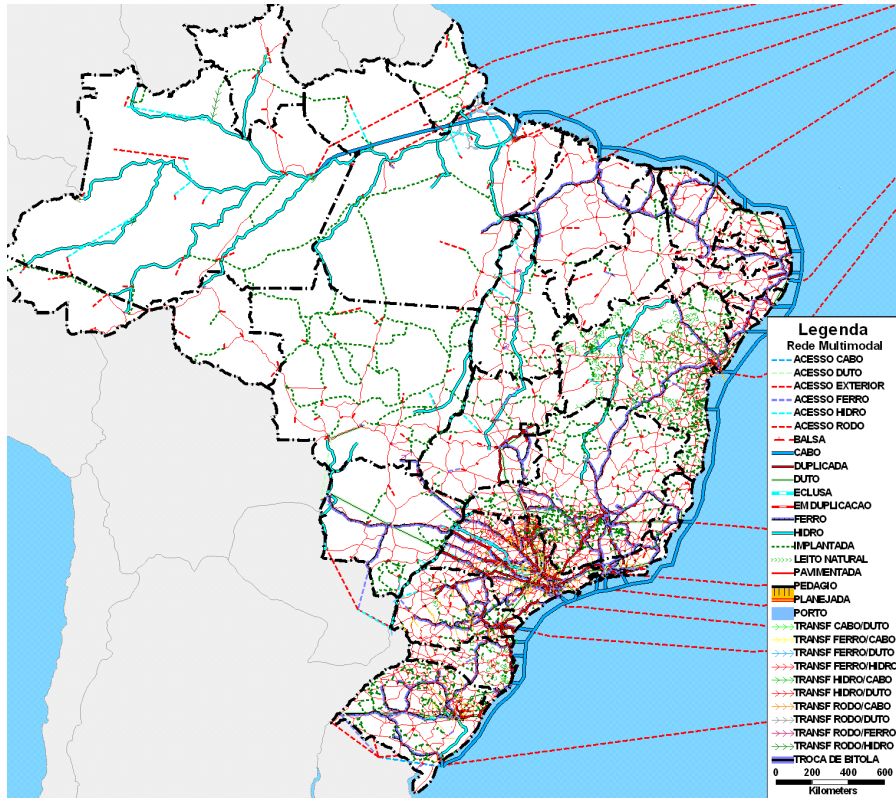 Legenda
Rede Multimodal
ACESSO CABO
ACESSO DUTO
ACESSO EXTERIOR
ACESSO FERRO
ACESSO HIDRO
ACESSO RODO
BALSA
CABO
DUPLICADA
DUTO
ECLUSA
EM DUPLICACAO
FERRO
HIDRO
IMPLANTADA
LEITO NATURAL
PAVIMENTADA
PEDAGIO
PLANEJADA
PORTO
TRANSF CABO/DUTO
TRANSF FERRO/CABO
TRANSF FERRO/DUTO
TRANSF FERRO/HIDRO
TRANSF HIDRO/CABO
TRANSF HIDRO/DUTO
TRANSF RODO/CABO
TRANSF RODO/DUTO
TRANSF RODO/FERRO
TRANSF RODO/HIDRO
TROCA DE BITOLA
0 200 400 600
Kilometers